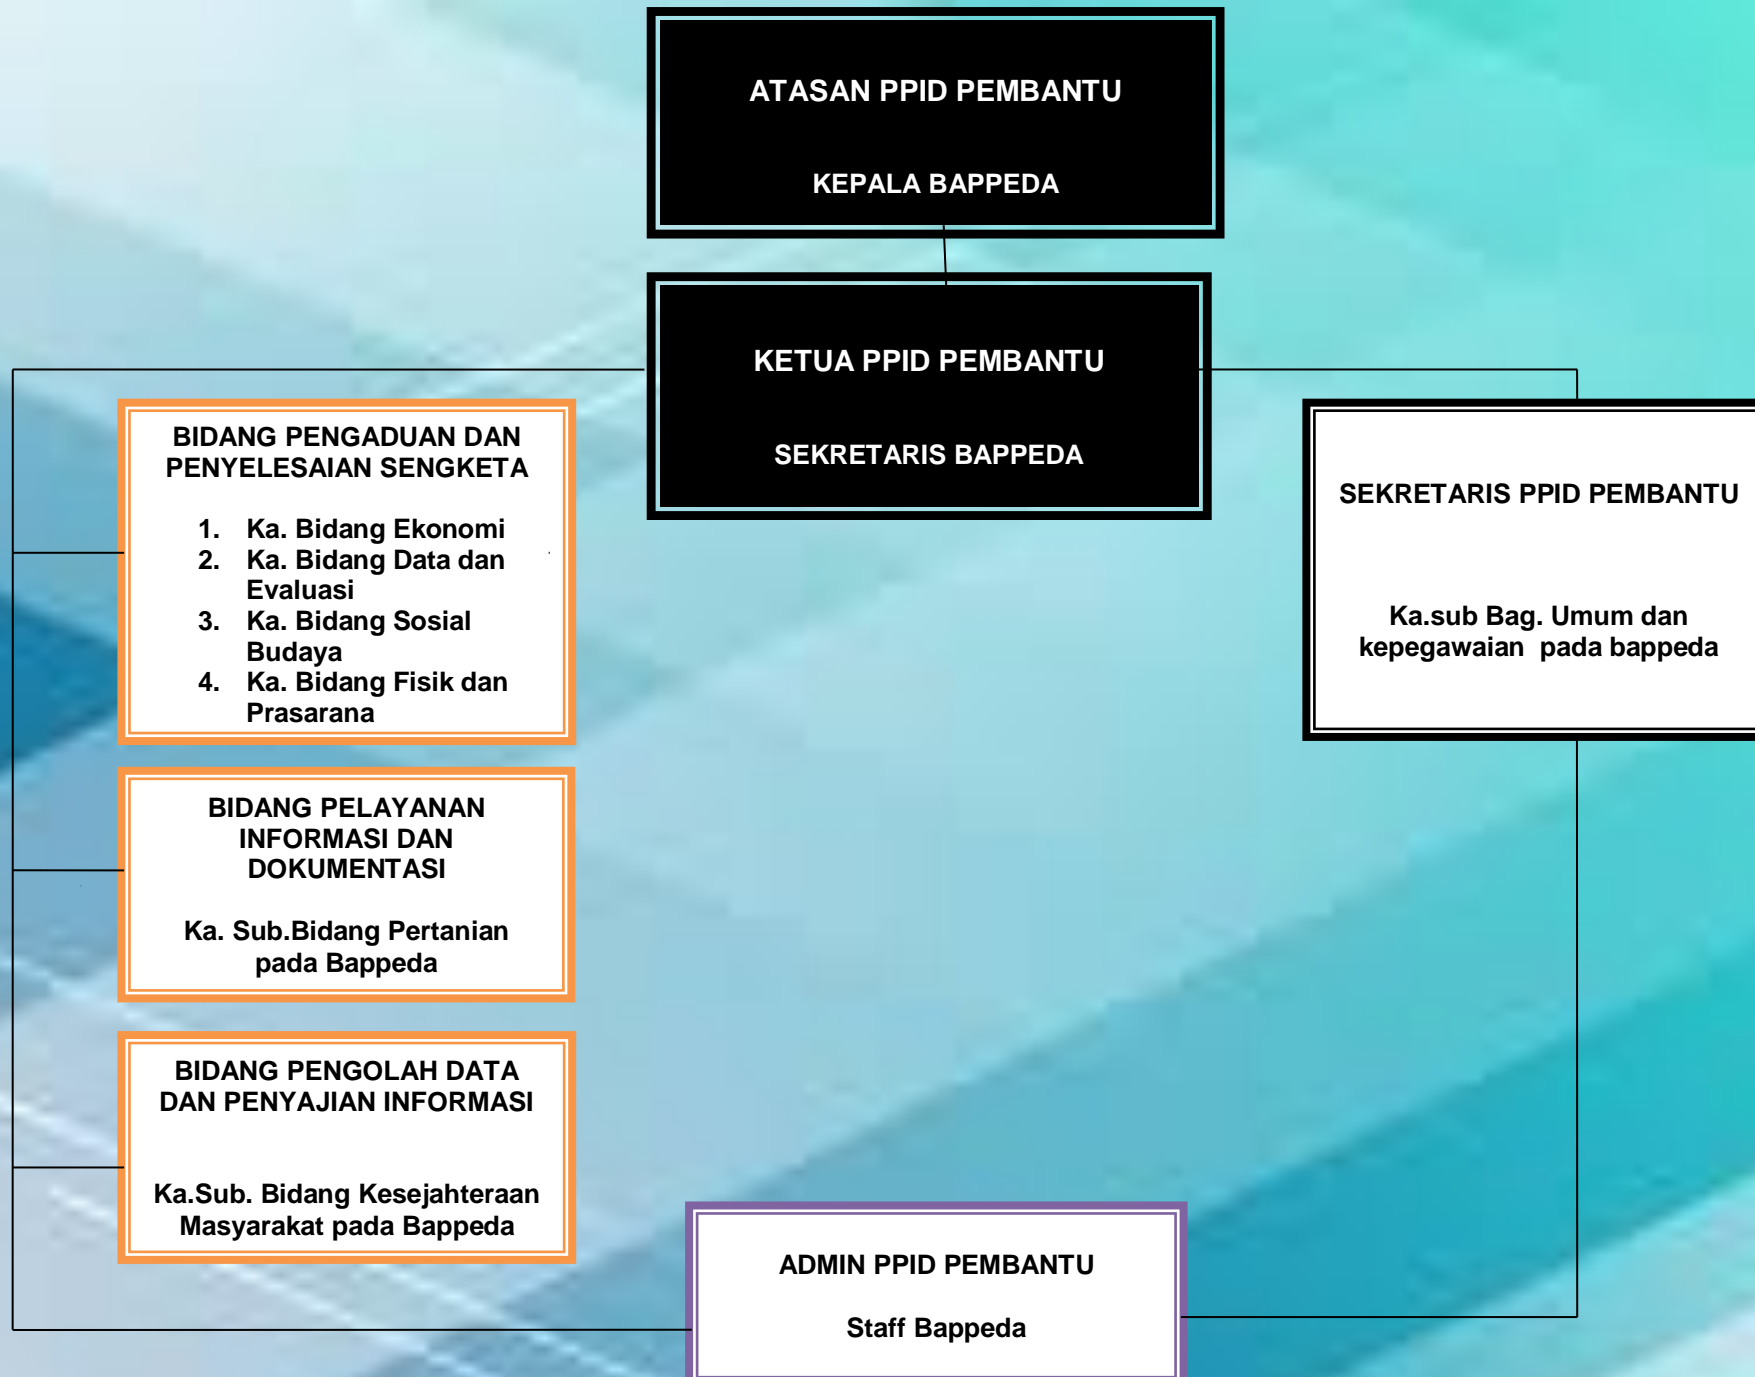 ATASAN PPID PEMBANTU
KEPALA BAPPEDA
KETUA PPID PEMBANTU
SEKRETARIS BAPPEDA
BIDANG PENGADUAN DAN
PENYELESAIAN SENGKETA
1. Ka. Bidang Ekonomi
2. Ka. Bidang Data dan
Evaluasi
3. Ka. Bidang Sosial
Budaya
4. Ka. Bidang Fisik dan
Prasarana
SEKRETARIS PPID PEMBANTU
Ka.sub Bag. Umum dan
kepegawaian pada bappeda
BIDANG PELAYANAN
INFORMASI DAN
DOKUMENTASI
Ka. Sub.Bidang Pertanian
pada Bappeda
BIDANG PENGOLAH DATA
DAN PENYAJIAN INFORMASI
Ka.Sub. Bidang Kesejahteraan
Masyarakat pada Bappeda
ADMIN PPID PEMBANTU
Staff Bappeda